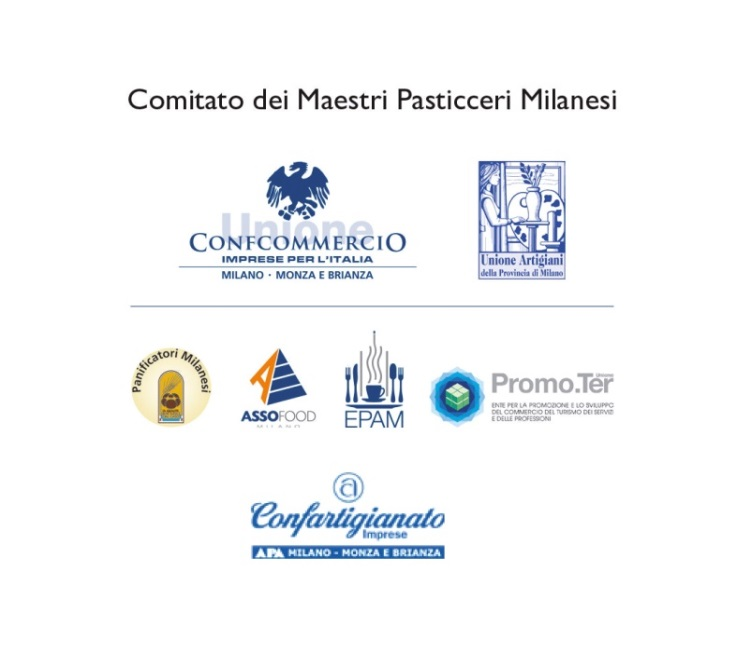 Comitato dei Maestri Pasticceri Milanesi
Unione
CONFCOMMERCIO
IMPRESE PER L'ITALIA
MILANO · MONZA E BRIANZA
Unione Artigiani
della Provincia di Milano
Panificatori Milanesi
ASSOFOOD
MILANO
EPAM
Unione
Promo.Ter
ENTE PER LA PROMOZIONE E LO SVILUPPO
DEL COMMERCIO DEL TURISMO DEI SERVIZI
E DELLE PROFESSIONI
a
Confartigianato
Imprese
APA MILANO - MONZA E BRIANZA